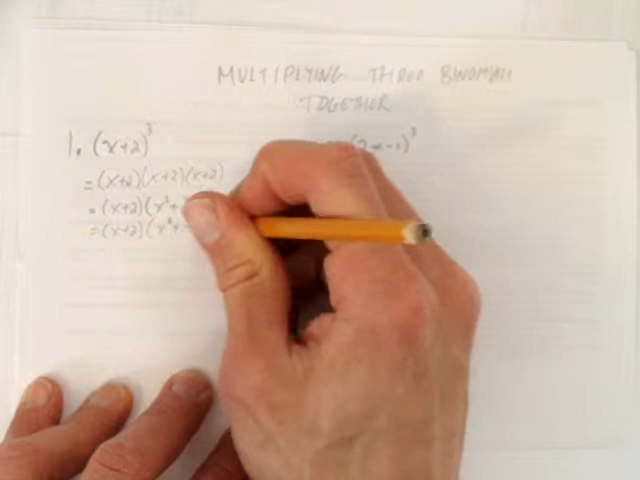 MULTIPLYING THREE BINOMIALS
TOGETHER
1. (x+2)³
(2x-1)³
=(x+2)(x+2)(x+2)
=(x+2)(x²+
=(x+2)(x²+